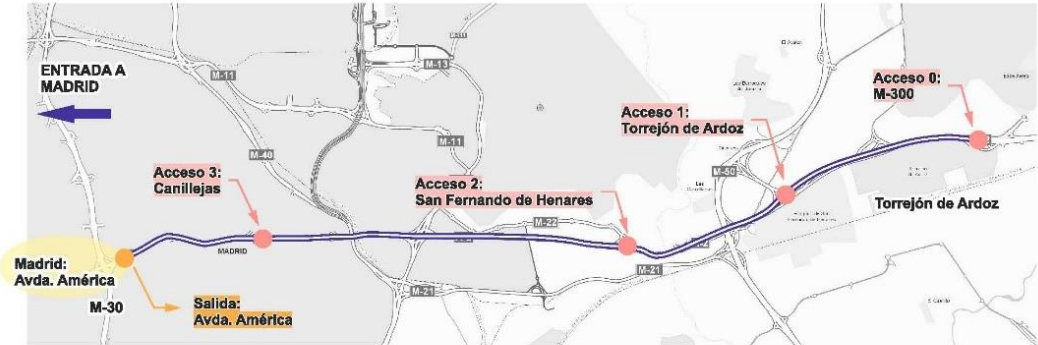 ENTRADA A
MADRID
M-11
M-13
Acceso 0:
M-300
Acceso 1:
Torrejón de Ardoz
M-11
M-40
Acceso 3:
Canillejas
Acceso 2:
San Fernando de Henares
M-50
M-22
Torrejón de Ardoz
MADRID
Madrid:
Avda. América
M-21
M-21
M-30
Salida:
Avda. América